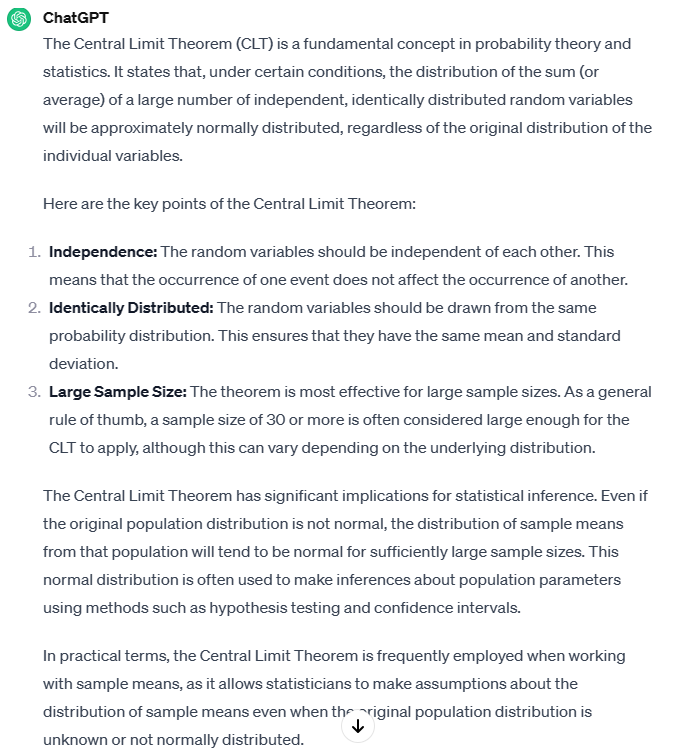 ChatGPT
The Central Limit Theorem (CLT) is a fundamental concept in probability theory and
statistics. It states that, under certain conditions, the distribution of the sum (or
average) of a large number of independent, identically distributed random variables
will be approximately normally distributed, regardless of the original distribution of the
individual variables.
Here are the key points of the Central Limit Theorem:
1. Independence: The random variables should be independent of each other. This
means that the occurrence of one event does not affect the occurrence of another.
2. Identically Distributed: The random variables should be drawn from the same
probability distribution. This ensures that they have the same mean and standard
deviation.
3. Large Sample Size: The theorem is most effective for large sample sizes. As a general
rule of thumb, a sample size of 30 or more is often considered large enough for the
CLT to apply, although this can vary depending on the underlying distribution.
The Central Limit Theorem has significant implications for statistical inference. Even if
the original population distribution is not normal, the distribution of sample means
from that population will tend to be normal for sufficiently large sample sizes. This
normal distribution is often used to make inferences about population parameters
using methods such as hypothesis testing and confidence intervals.
In practical terms, the Central Limit Theorem is frequently employed when working
with sample means, as it allows statisticians to make assumptions about the
distribution of sample means even when the original population distribution is
unknown or not normally distributed.